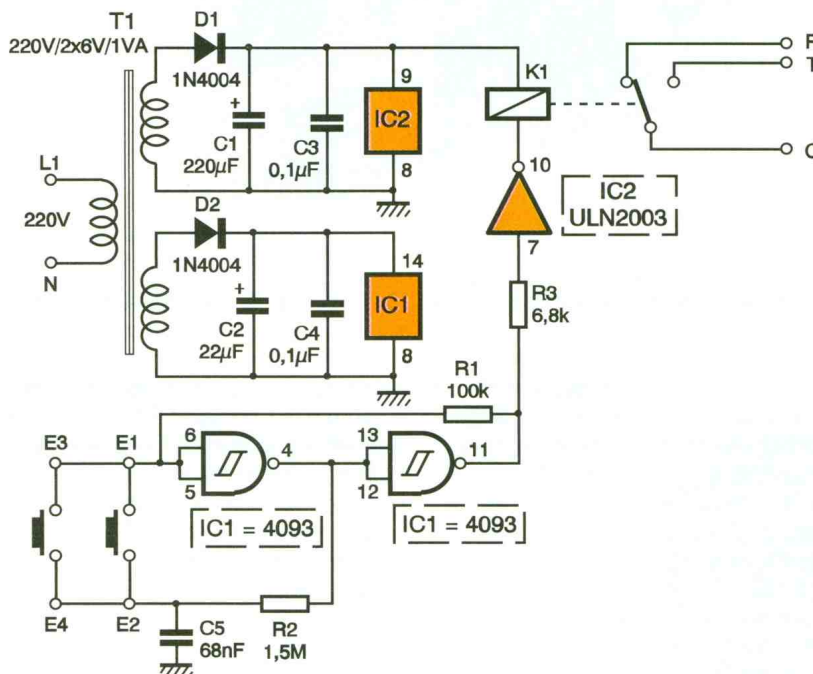 T1
220V/2x6V/1VA
D1
1N4004
+
C1
220µF
C3
0,1µF
9
IC2
8
K1
10
7
IC2
ULN2003
L1
220V
N
D2
1N4004
+
C2
22µF
C4
0,1µF
14
IC1
8
R3
6,8k
R1
100k
E3
E1
6
5
4
13
12
11
IC1 = 4093
IC1 = 4093
E4
E2
C5
68nF
R2
1,5M